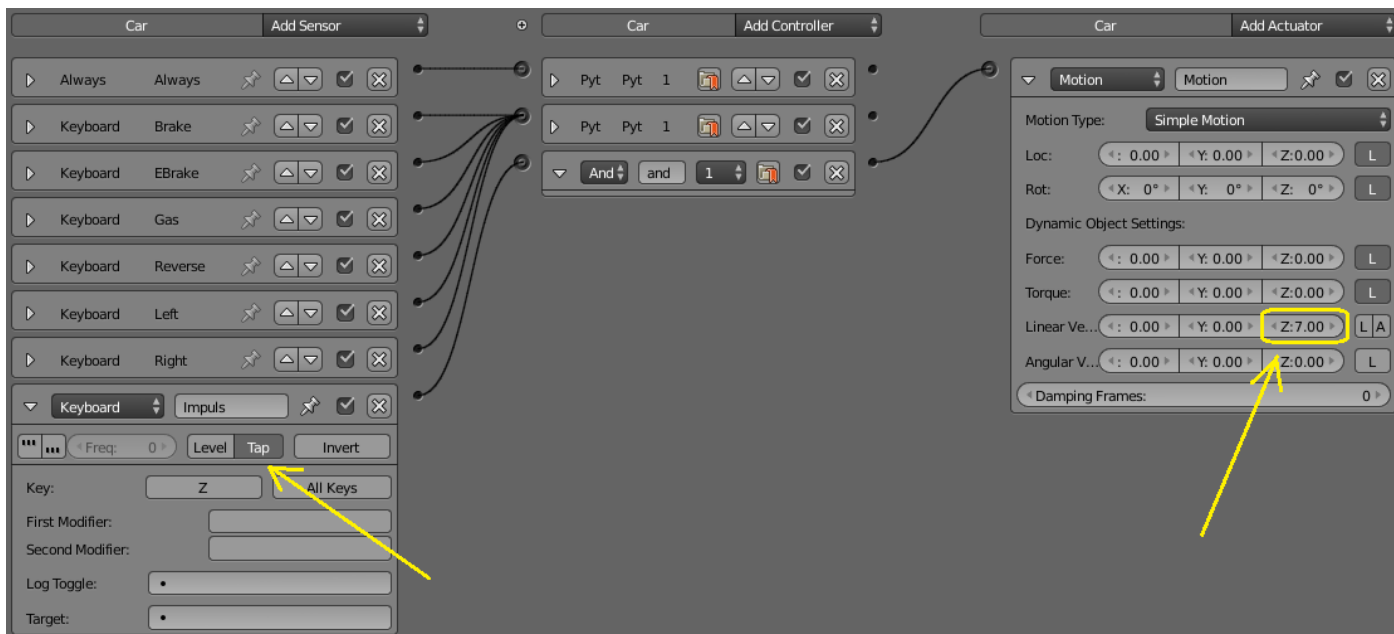 Car Add Sensor Car Add Controller Car Add Actuator
Always Always Pyt Pyt 1 Motion Motion
Keyboard Brake Pyt Pyt 1 Motion Type: Simple Motion
Keyboard EBrake And and 1 Loc: : 0.00 Y: 0.00 Z:0.00 L
Rot: X: 0° Y: 0° Z: 0° L
Keyboard Gas Dynamic Object Settings:
Keyboard Reverse Force: : 0.00 Y: 0.00 Z:0.00 L
Torque: : 0.00 Y: 0.00 Z:0.00 L
Keyboard Left Linear Ve... : 0.00 Y: 0.00 Z:7.00 L A
Keyboard Right Angular V... : 0.00 Y: 0.00 Z:0.00 L
Keyboard Impuls Damping Frames: 0
Freq: 0 Level Tap Invert
Key: Z All Keys
First Modifier:
Second Modifier:
Log Toggle:
Target: